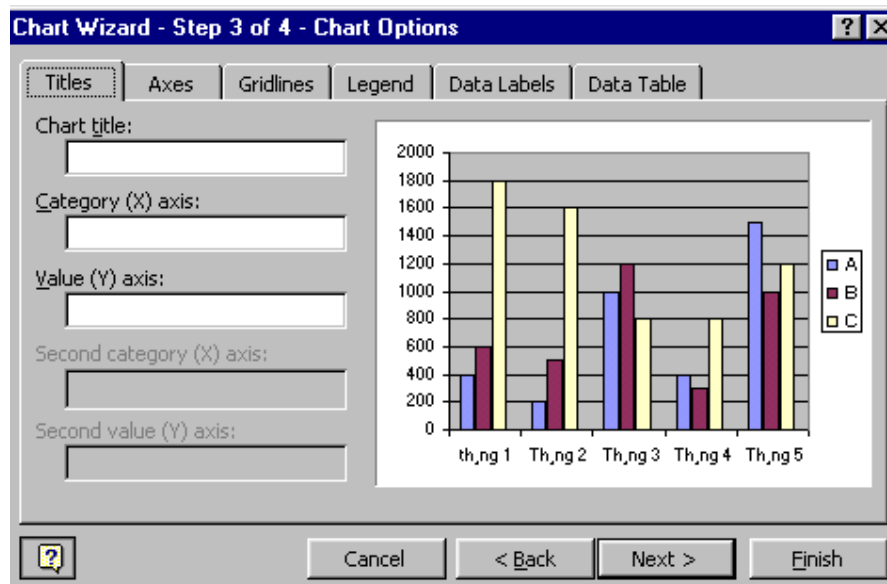 Chart Wizard - Step 3 of 4 - Chart Options
Titles Axes Gridlines Legend Data Labels Data Table
Chart title:
Category (X) axis:
Value (Y) axis:
Second category (X) axis:
Second value (Y) axis:
2000
1800
1600
1400
1200
1000
800
600
400
200
0
th¸ng 1 Th¸ng 2 Th¸ng 3 Th¸ng 4 Th¸ng 5
A
B
C
Cancel < Back Next > Finish